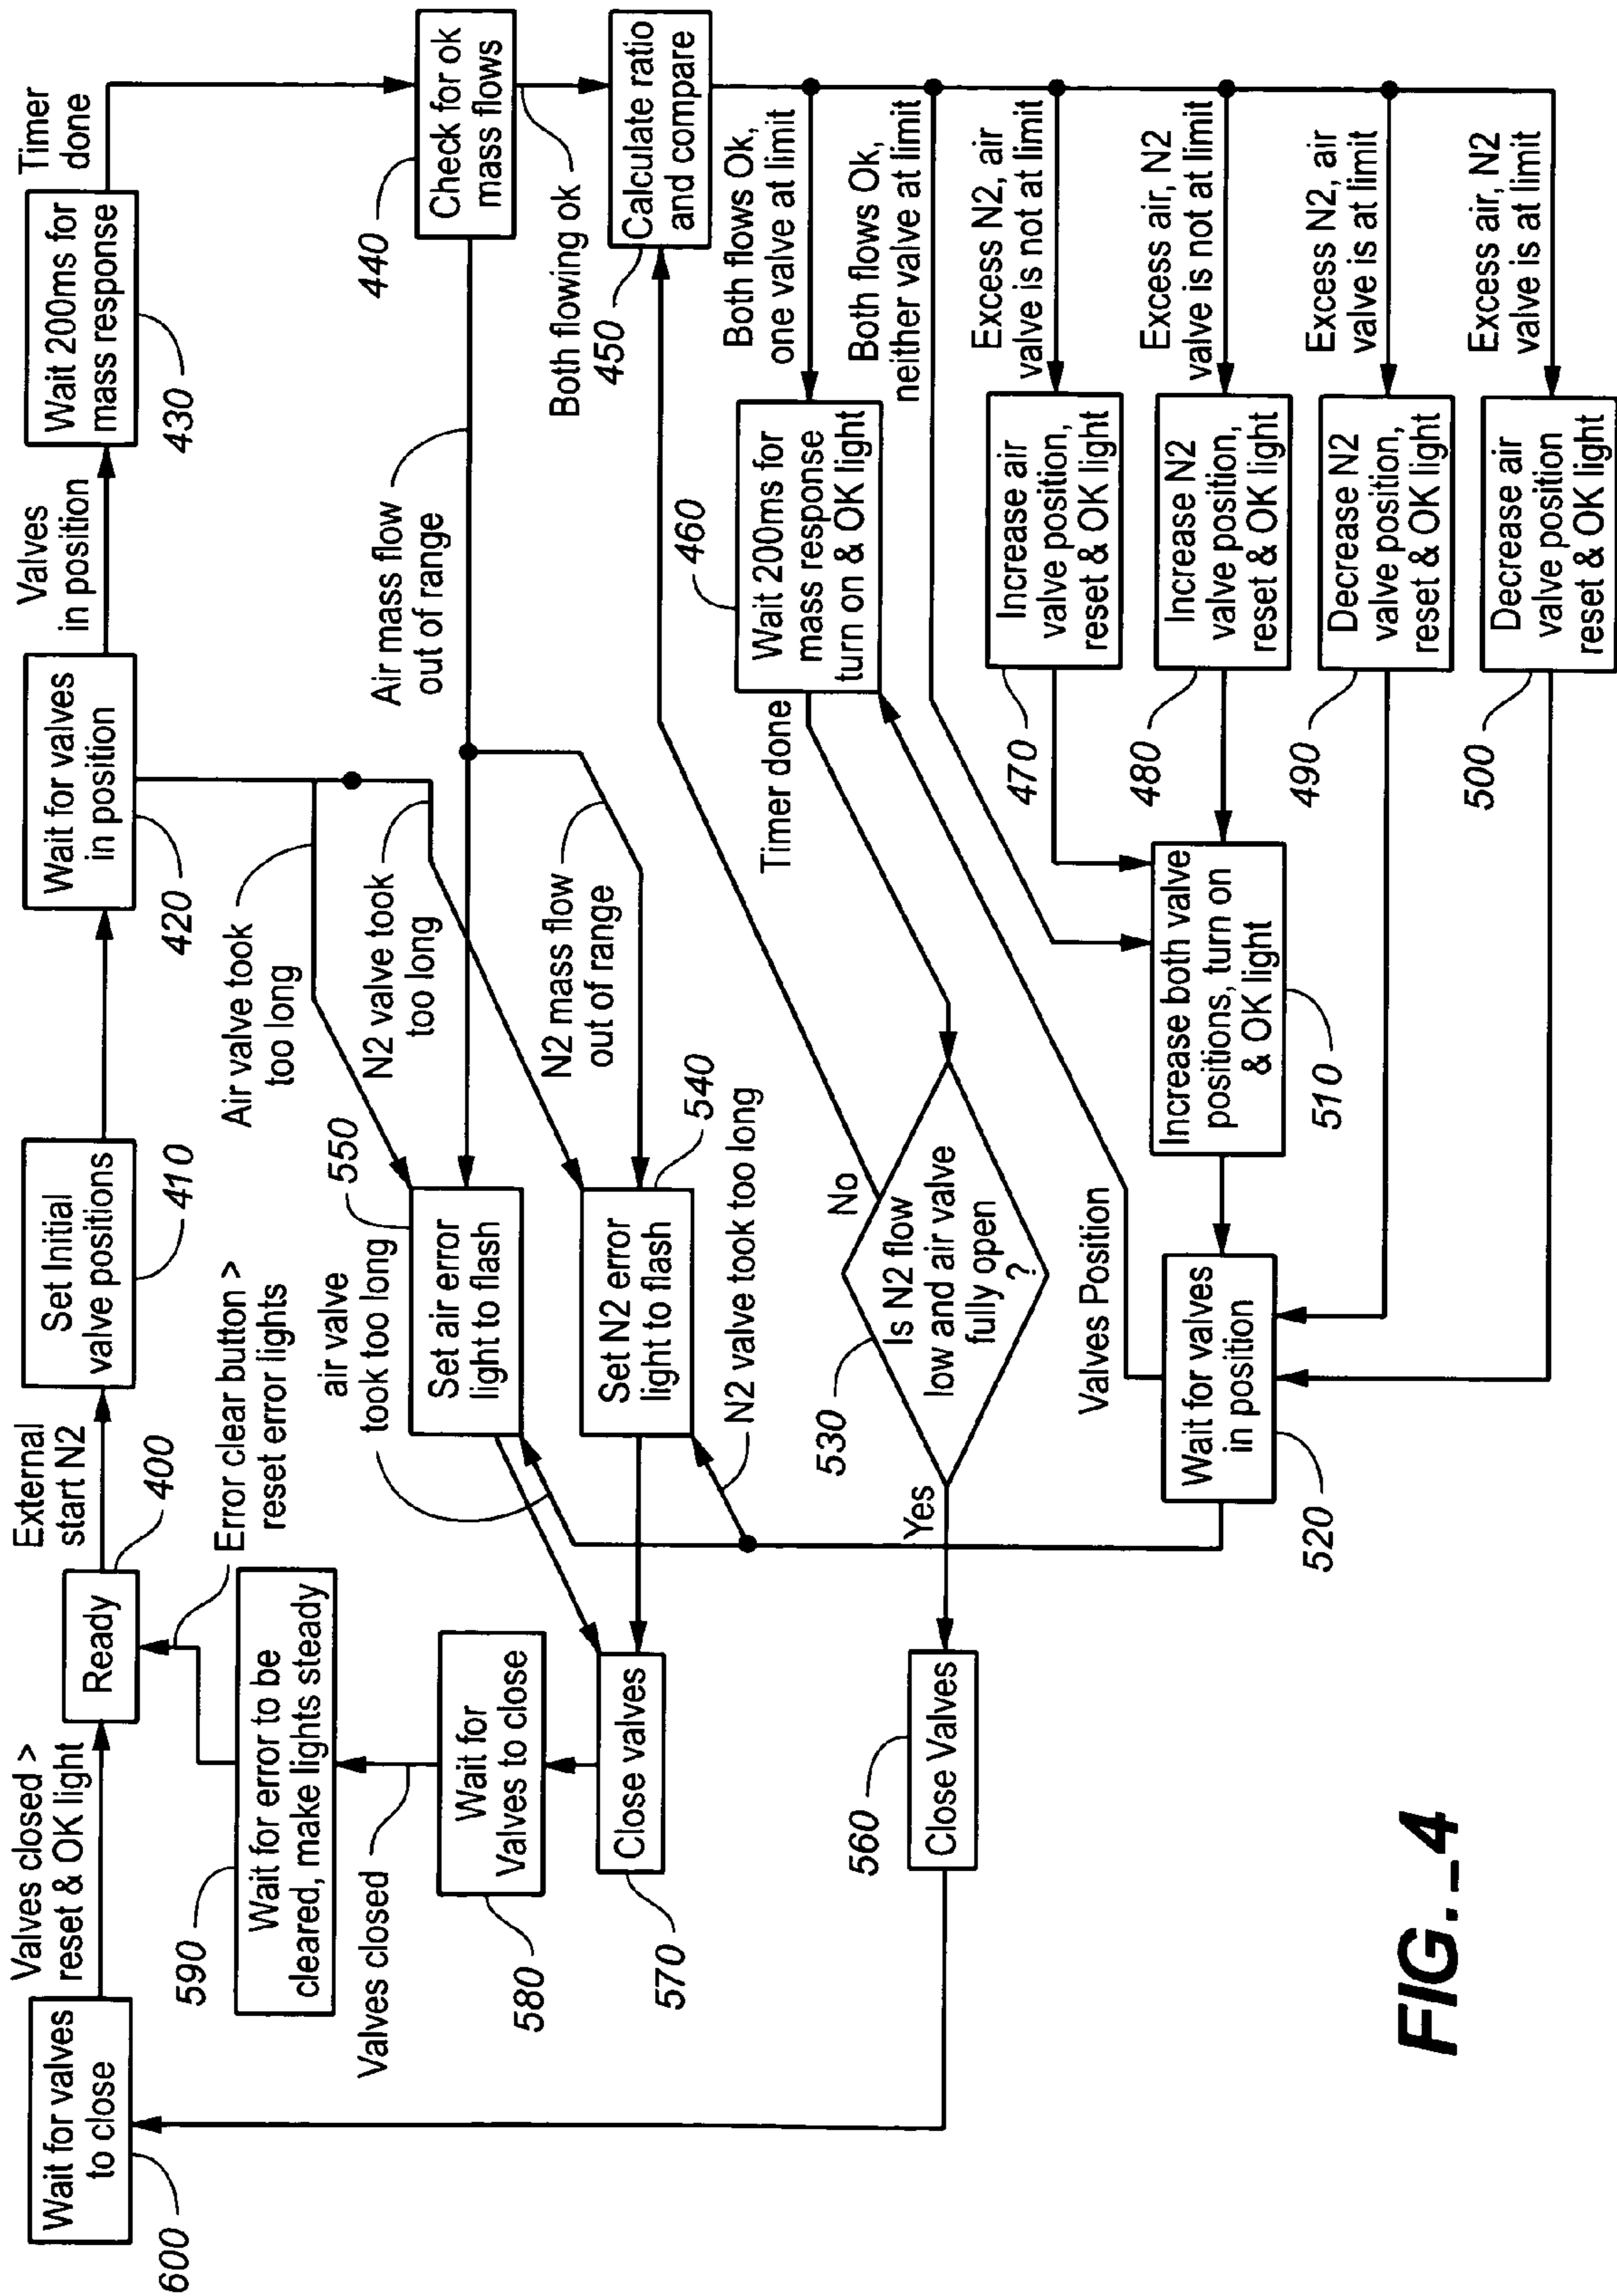 Wait for valves
to close
600
Valves closed >
reset & OK light
Ready
400
External
start N2
Set Initial
valve positions
410
Wait for valves
in position
420
Valves
in position
Wait 200ms for
mass response
430
Timer
done
Error clear button >
reset error lights
590
Wait for error to be
cleared, make lights steady
Valves closed
Wait for
Valves to close
580
Close valves
570
Air valve took
too long
N2 valve took
too long
Air mass flow
out of range
N2 mass flow
out of range
440
Check for ok
mass flows
Both flowing ok
450
Calculate ratio
and compare
550
air valve
took too long
Set air error
light to flash
540
Set N2 error
light to flash
N2 valve took too long
460
Wait 200ms for
mass response
turn on & OK light
Both flows Ok,
one valve at limit
Both flows Ok,
neither valve at limit
Timer done
No
Is N2 flow
low and air valve
fully open
?
530
Yes
560
Close Valves
Excess N2, air
valve is not at limit
Increase air
valve position,
reset & OK light
470
Excess air, N2
valve is not at limit
Increase N2
valve position,
reset & OK light
480
Excess N2, air
valve is at limit
Decrease N2
valve position,
reset & OK light
490
Excess air, N2
valve is at limit
Decrease air
valve position
reset & OK light
500
Increase both valve
positions, turn on
& OK light
510
Valves Position
Wait for valves
in position
520
FIG._4